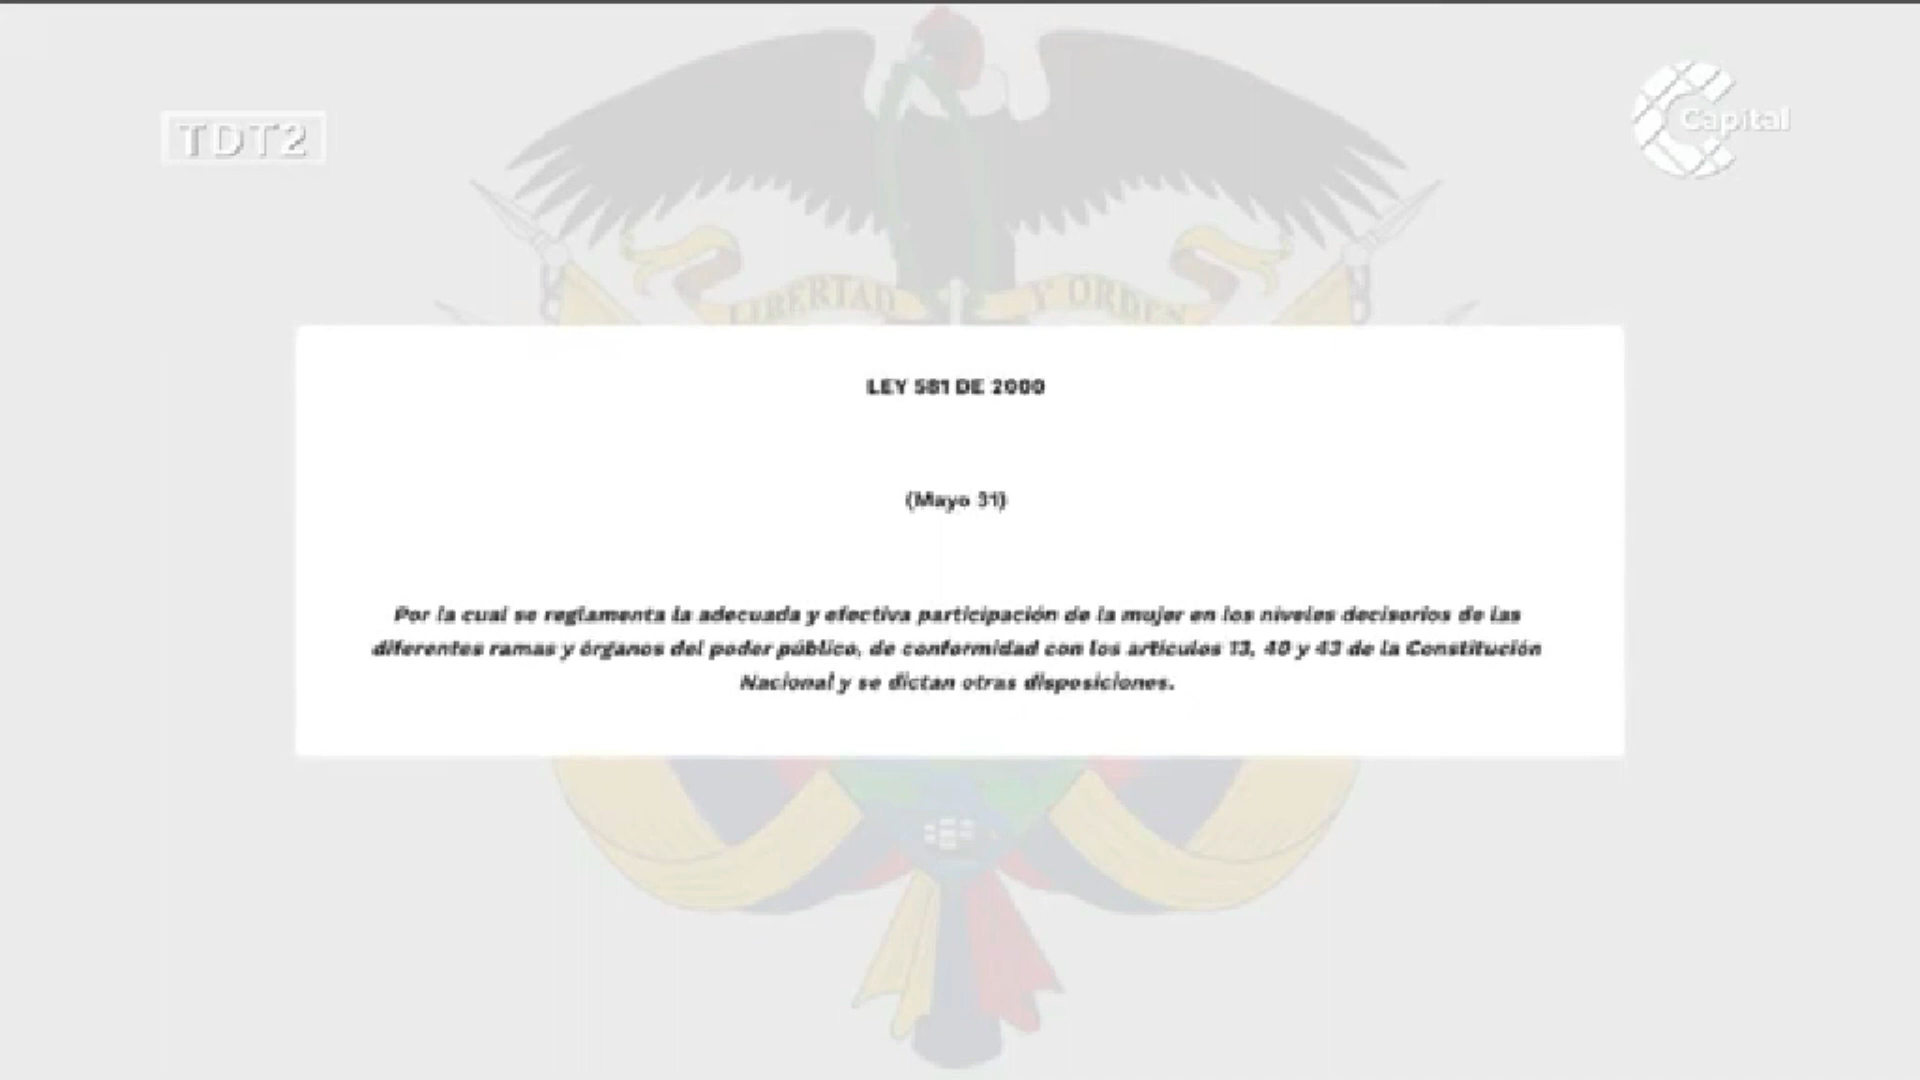 TDT2
Capital
LIBERTAD Y ORDEN
LEY 581 DE 2000
(Mayo 31)
Por la cual se reglamenta la adecuada y efectiva participación de la mujer en los niveles decisorios de las
diferentes ramas y órganos del poder público, de conformidad con los artículos 13, 40 y 43 de la Constitución
Nacional y se dictan otras disposiciones.